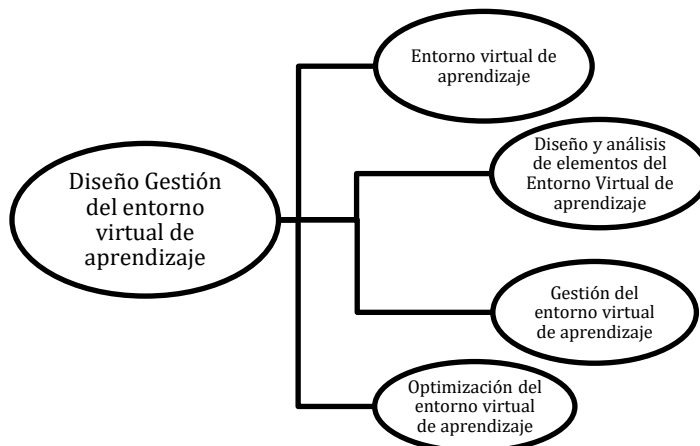 Entorno virtual de
aprendizaje
Diseño y análisis
de elementos del
Entorno Virtual de
aprendizaje
Diseño Gestión
del entorno
virtual de
aprendizaje
Gestión del
entorno virtual
de aprendizaje
Optimización del
entorno virtual
de aprendizaje